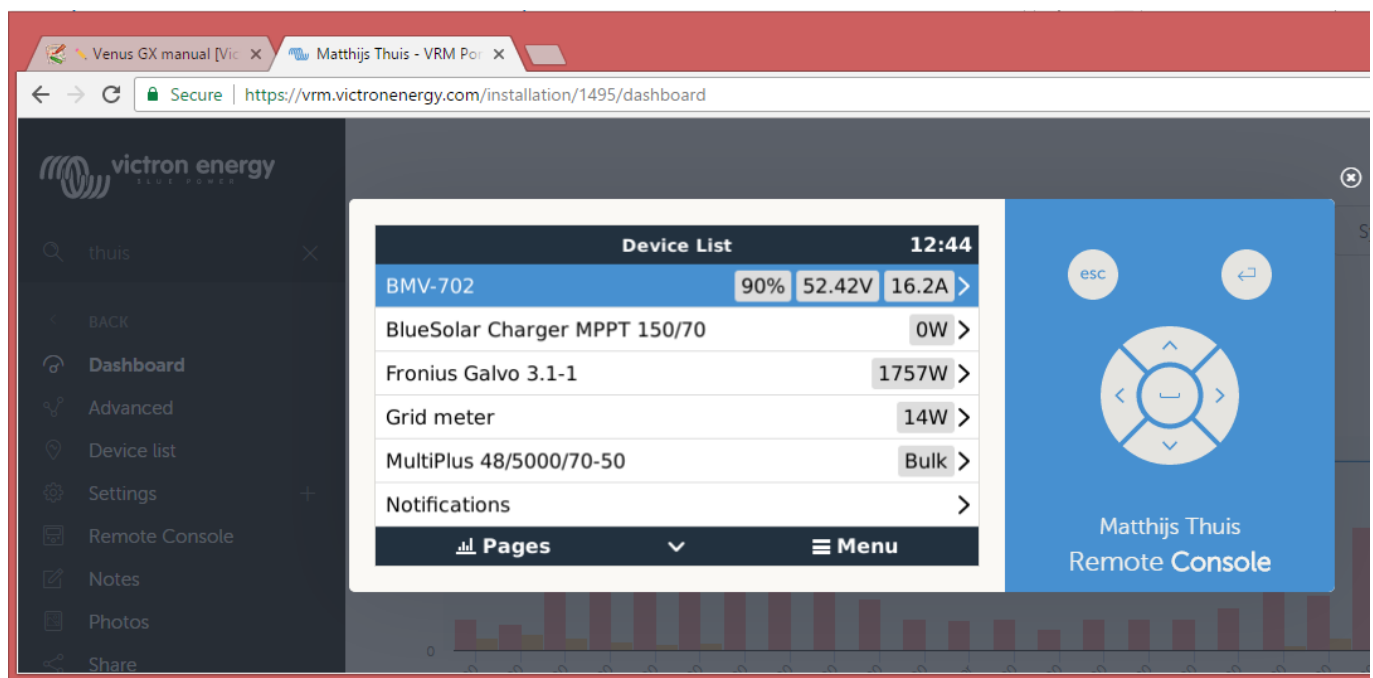 Venus GX manual [Vic
Matthijs Thuis - VRM Por
Secure | https://vrm.victronenergy.com/installation/1495/dashboard
victron energy
BLUE POWER
thuis
BACK
Dashboard
Advanced
Device list
Settings
Remote Console
Notes
Photos
Share
Device List 12:44
BMV-702 90% 52.42V 16.2A
BlueSolar Charger MPPT 150/70 0W
Fronius Galvo 3.1-1 1757W
Grid meter 14W
MultiPlus 48/5000/70-50 Bulk
Notifications
Pages Menu
esc
Matthijs Thuis
Remote Console
S
0